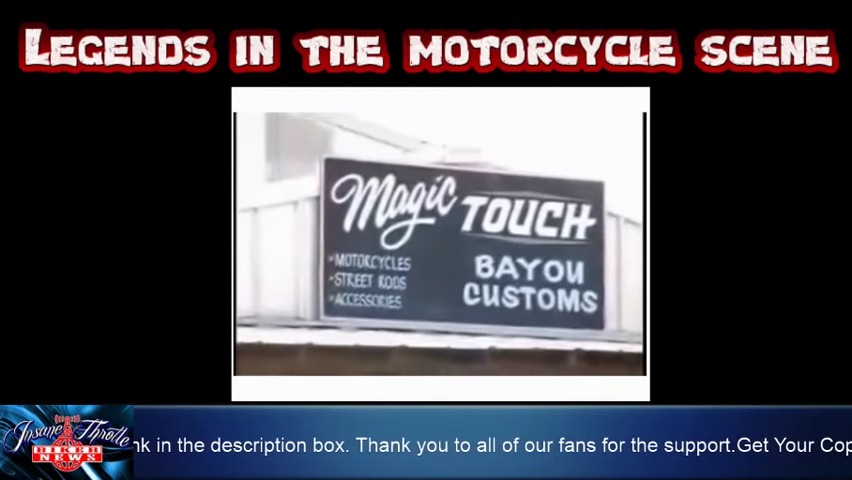 LEGENDS IN THE MOTORCYCLE SCENE
Magic TOUCH
• MOTORCYCLES
• STREET RODS
• ACCESSORIES
BAYOU
CUSTOMS
Insane Throttle
BIKER
NEWS
nk in the description box. Thank you to all of our fans for the support.Get Your Cop